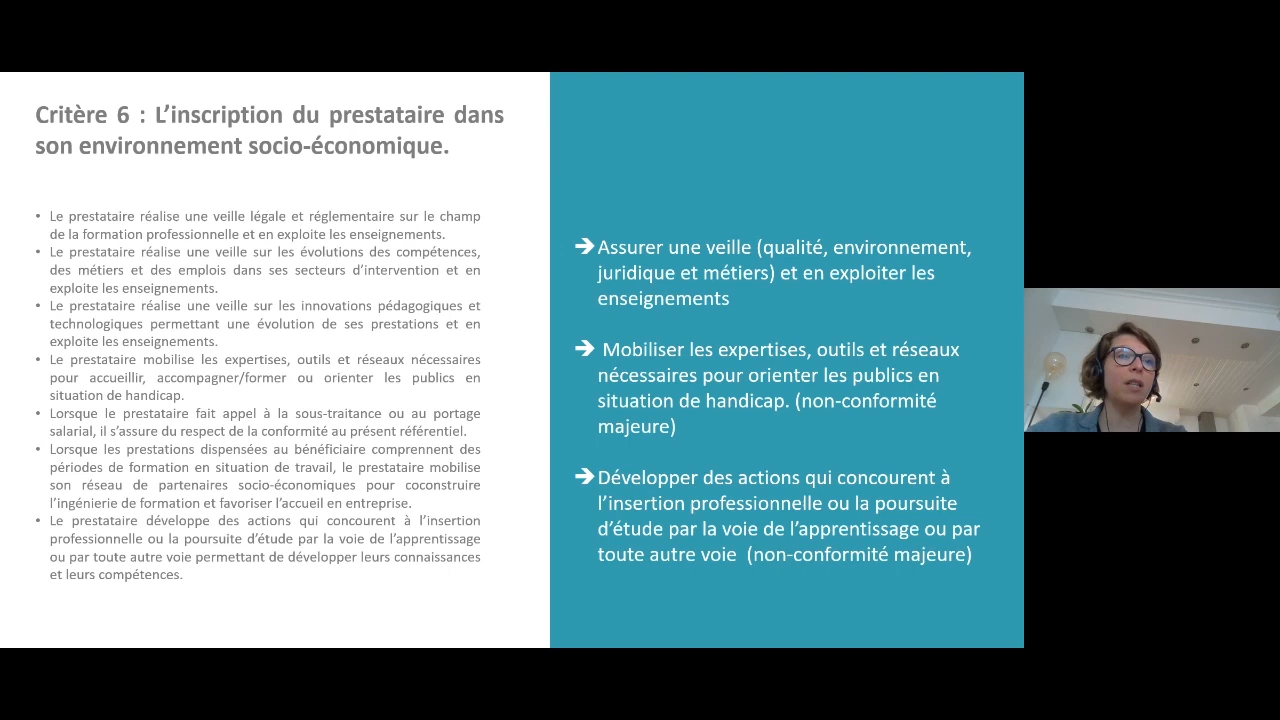 Critère 6 : L’inscription du prestataire dans
son environnement socio-économique.
• Le prestataire réalise une veille légale et réglementaire sur le champ
de la formation professionnelle et en exploite les enseignements.
• Le prestataire réalise une veille sur les évolutions des compétences,
des métiers et des emplois dans ses secteurs d’intervention et en
exploite les enseignements.
• Le prestataire réalise une veille sur les innovations pédagogiques et
technologiques permettant une évolution de ses prestations et en
exploite les enseignements.
• Le prestataire mobilise les expertises, outils et réseaux nécessaires
pour accueillir, accompagner/former ou orienter les publics en
situation de handicap.
• Lorsque le prestataire fait appel à la sous-traitance ou au portage
salarial, il s’assure du respect de la conformité au présent référentiel.
• Lorsque les prestations dispensées au bénéficiaire comprennent des
périodes de formation en situation de travail, le prestataire mobilise
son réseau de partenaires socio-économiques pour coconstruire
l’ingénierie de formation et favoriser l’accueil en entreprise.
• Le prestataire développe des actions qui concourent à l’insertion
professionnelle ou la poursuite d’étude par la voie de l’apprentissage
ou par toute autre voie permettant de développer leurs connaissances
et leurs compétences.
➔Assurer une veille (qualité, environnement,
juridique et métiers) et en exploiter les
enseignements
➔ Mobiliser les expertises, outils et réseaux
nécessaires pour orienter les publics en
situation de handicap. (non-conformité
majeure)
➔Développer des actions qui concourent à
l’insertion professionnelle ou la poursuite
d’étude par la voie de l’apprentissage ou par
toute autre voie (non-conformité majeure)